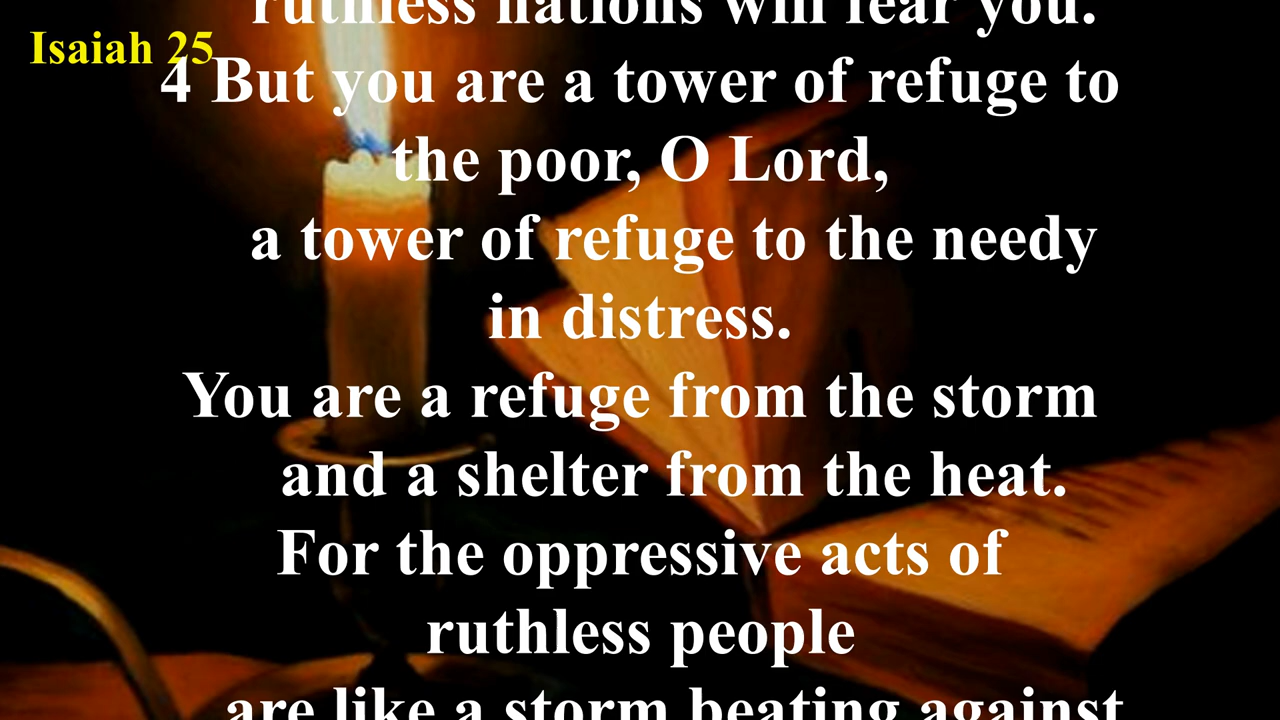 ruthless nations will fear you.
Isaiah 25
4 But you are a tower of refuge to
the poor, O Lord,
a tower of refuge to the needy
in distress.
You are a refuge from the storm
and a shelter from the heat.
For the oppressive acts of
ruthless people
are like a storm beating against